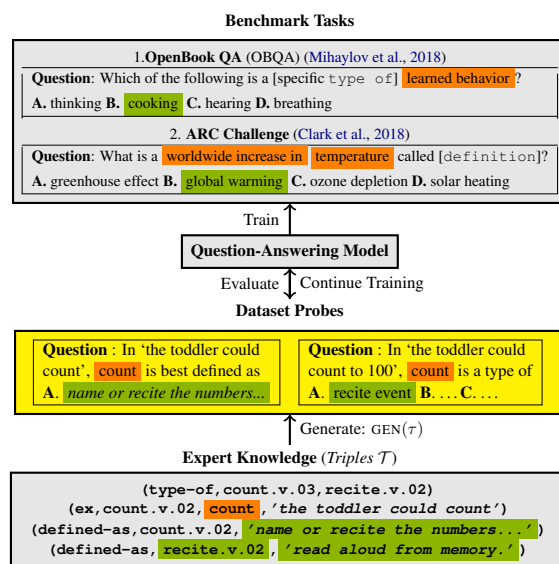 Benchmark Tasks
1.OpenBook QA (OBQA) (Mihaylov et al., 2018)
Question: Which of the following is a [specific type of] learned behavior ?
A. thinking B. cooking C. hearing D. breathing
2. ARC Challenge (Clark et al., 2018)
Question: What is a worldwide increase in temperature called [definition]?
A. greenhouse effect B. global warming C. ozone depletion D. solar heating
Train
Question-Answering Model
Evaluate Continue Training
Dataset Probes
Question : In ‘the toddler could
count’, count is best defined as
A. name or recite the numbers...
Question : In ‘the toddler could
count to 100’, count is a type of
A. recite event B. . . . C. . . .
Generate: GEN(τ)
Expert Knowledge (Triples T)
(type-of,count.v.03,recite.v.02)
(ex,count.v.02,count,'the toddler could count')
(defined-as,count.v.02,'name or recite the numbers...')
(defined-as,recite.v.02,'read aloud from memory.')